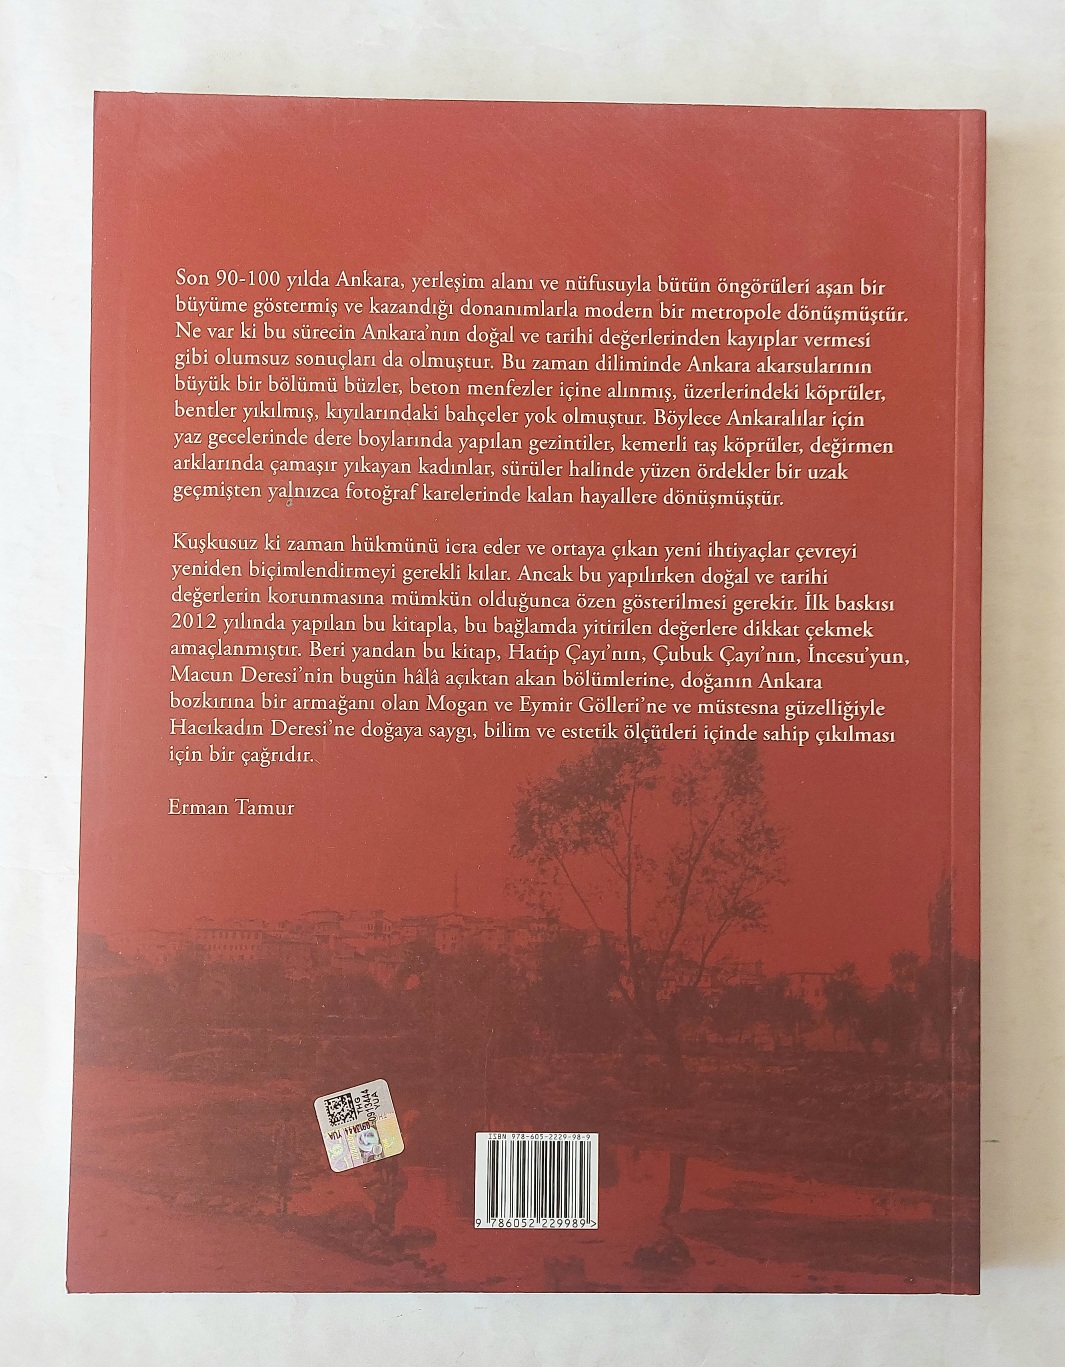 Son 90-100 yılda Ankara, yerleşim alanı ve nüfusuyla bütün öngörüleri aşan bir
büyüme göstermiş ve kazandığı donanımlarla modern bir metropole dönüşmüştür.
Ne var ki bu sürecin Ankara'nın doğal ve tarihi değerlerinden kayıplar vermesi
gibi olumsuz sonuçları da olmuştur. Bu zaman diliminde Ankara akarsularının
büyük bir bölümü büzler, beton menfezler içine alınmış, üzerlerindeki köprüler,
bentler yıkılmış, kıyılarındaki bahçeler yok olmuştur. Böylece Ankaralılar için
yaz gecelerinde dere boylarında yapılan gezintiler, kemerli taş köprüler, değirmen
arklarında çamaşır yıkayan kadınlar, sürüler halinde yüzen ördekler bir uzak
geçmişten yalnızca fotoğraf karelerinde kalan hayallere dönüşmüştür.
Kuşkusuz ki zaman hükmünü icra eder ve ortaya çıkan yeni ihtiyaçlar çevreyi
yeniden biçimlendirmeyi gerekli kılar. Ancak bu yapılırken doğal ve tarihi
değerlerin korunmasına mümkün olduğunca özen gösterilmesi gerekir. İlk baskısı
2012 yılında yapılan bu kitapla, bu bağlamda yitirilen değerlere dikkat çekmek
amaçlanmıştır. Beri yandan bu kitap, Hatip Çayı'nın, Çubuk Çayı'nın, İncesu'yun,
Macun Deresi'nin bugün hâlâ açıktan akan bölümlerine, doğanın Ankara
bozkırına bir armağanı olan Mogan ve Eymir Gölleri'ne ve müstesna güzelliğiyle
Hacıkadın Deresi'ne doğaya saygı, bilim ve estetik ölçütleri içinde sahip çıkılması
için bir çağrıdır.
Erman Tamur
THG
0913444
YUA
ISBN 978-605-2229-98-9
9 786052 229989 >